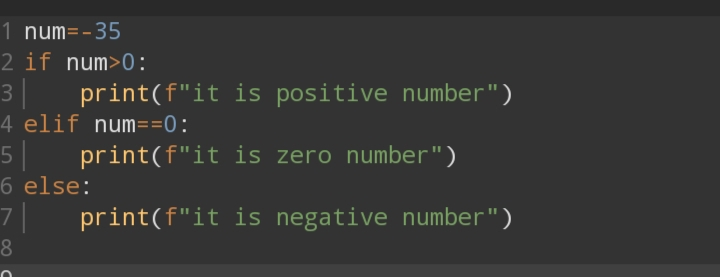 1 num=-35
2 if num>0:
3     print(f"it is positive number")
4 elif num==0:
5     print(f"it is zero number")
6 else:
7     print(f"it is negative number")
8
9